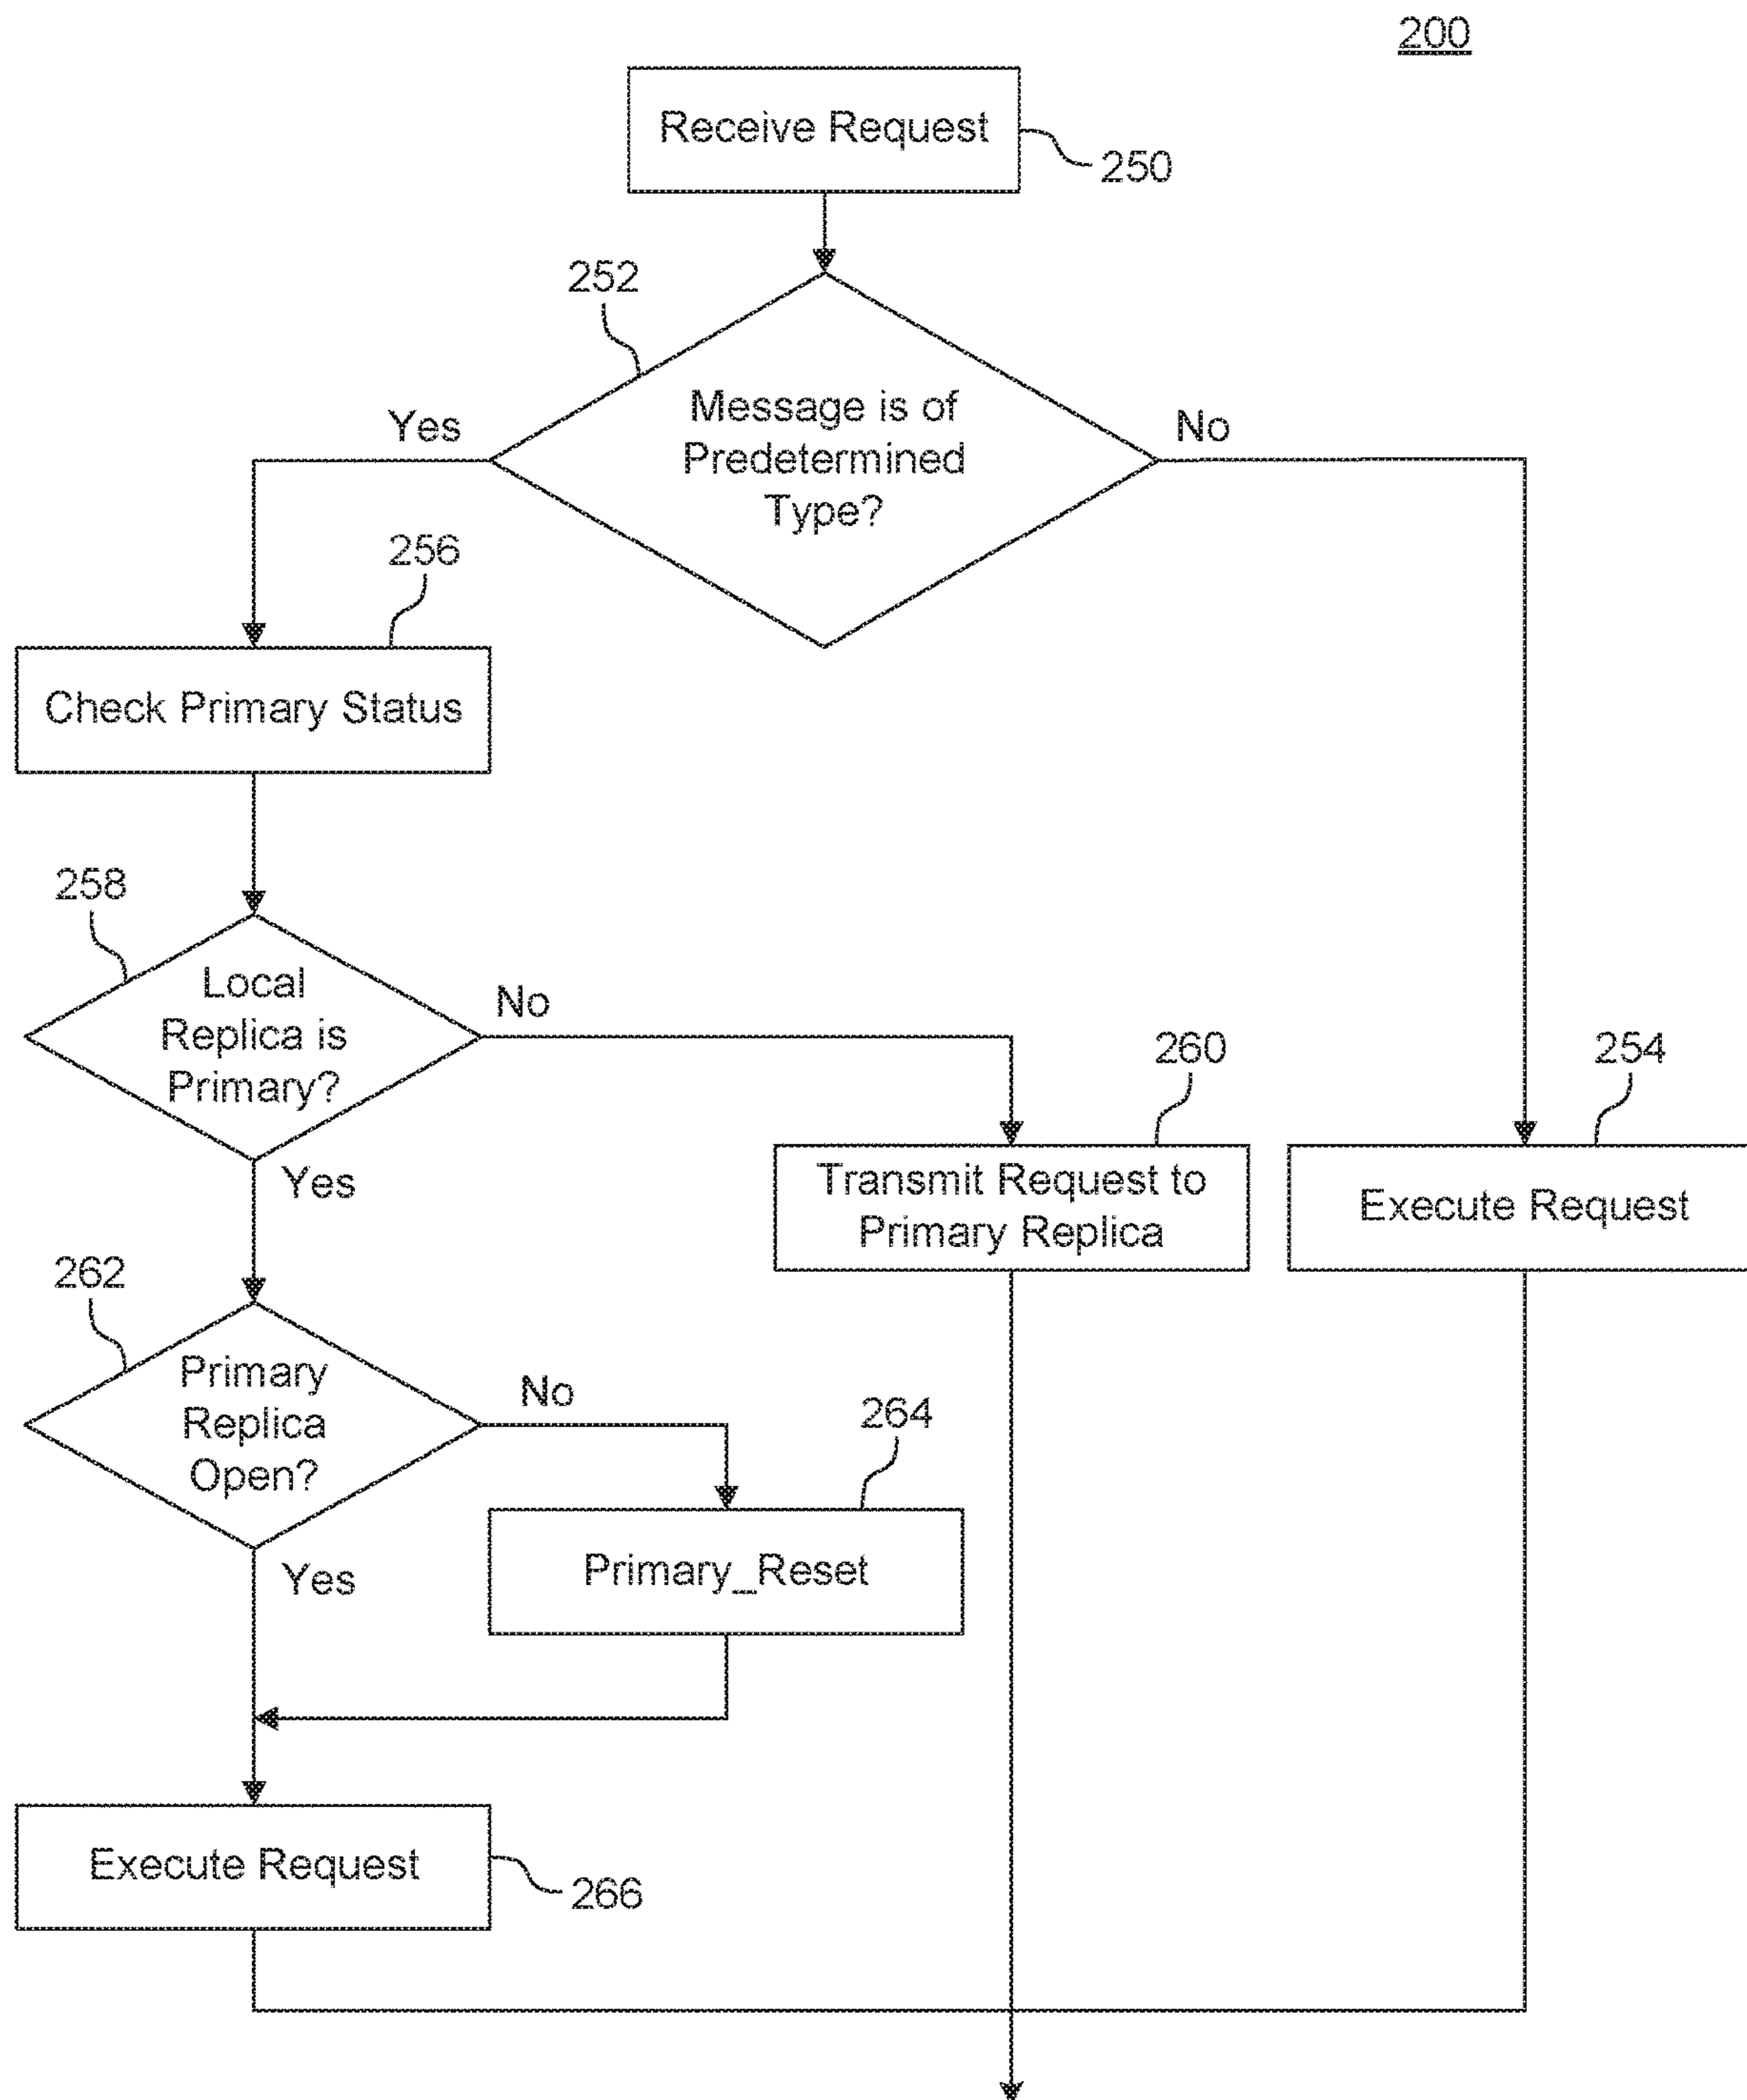 200
Receive Request
250
252
Message is of
Predetermined
Type?
Yes
No
256
Check Primary Status
258
Local
Replica is
Primary?
No
Yes
260
Transmit Request to
Primary Replica
254
Execute Request
262
Primary
Replica
Open?
No
Yes
264
Primary_Reset
Execute Request
266